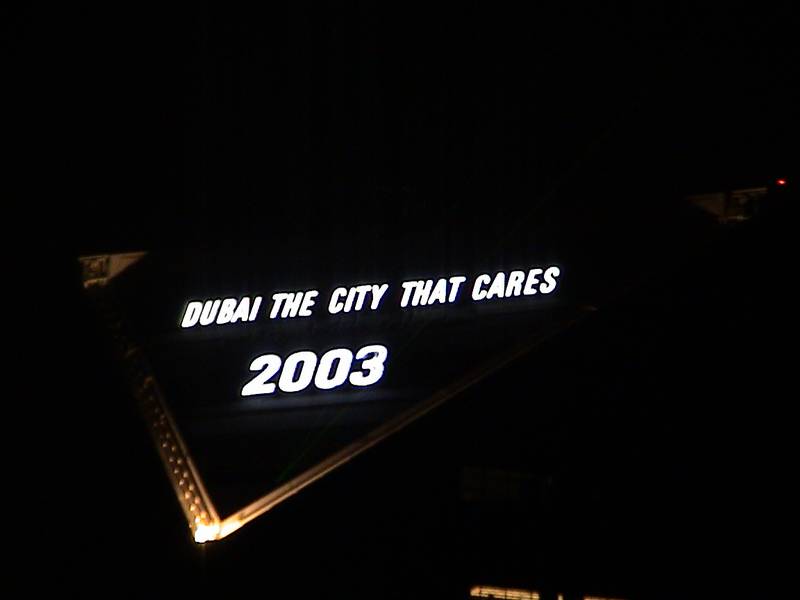 DUBAI THE CITY THAT CARES
2003